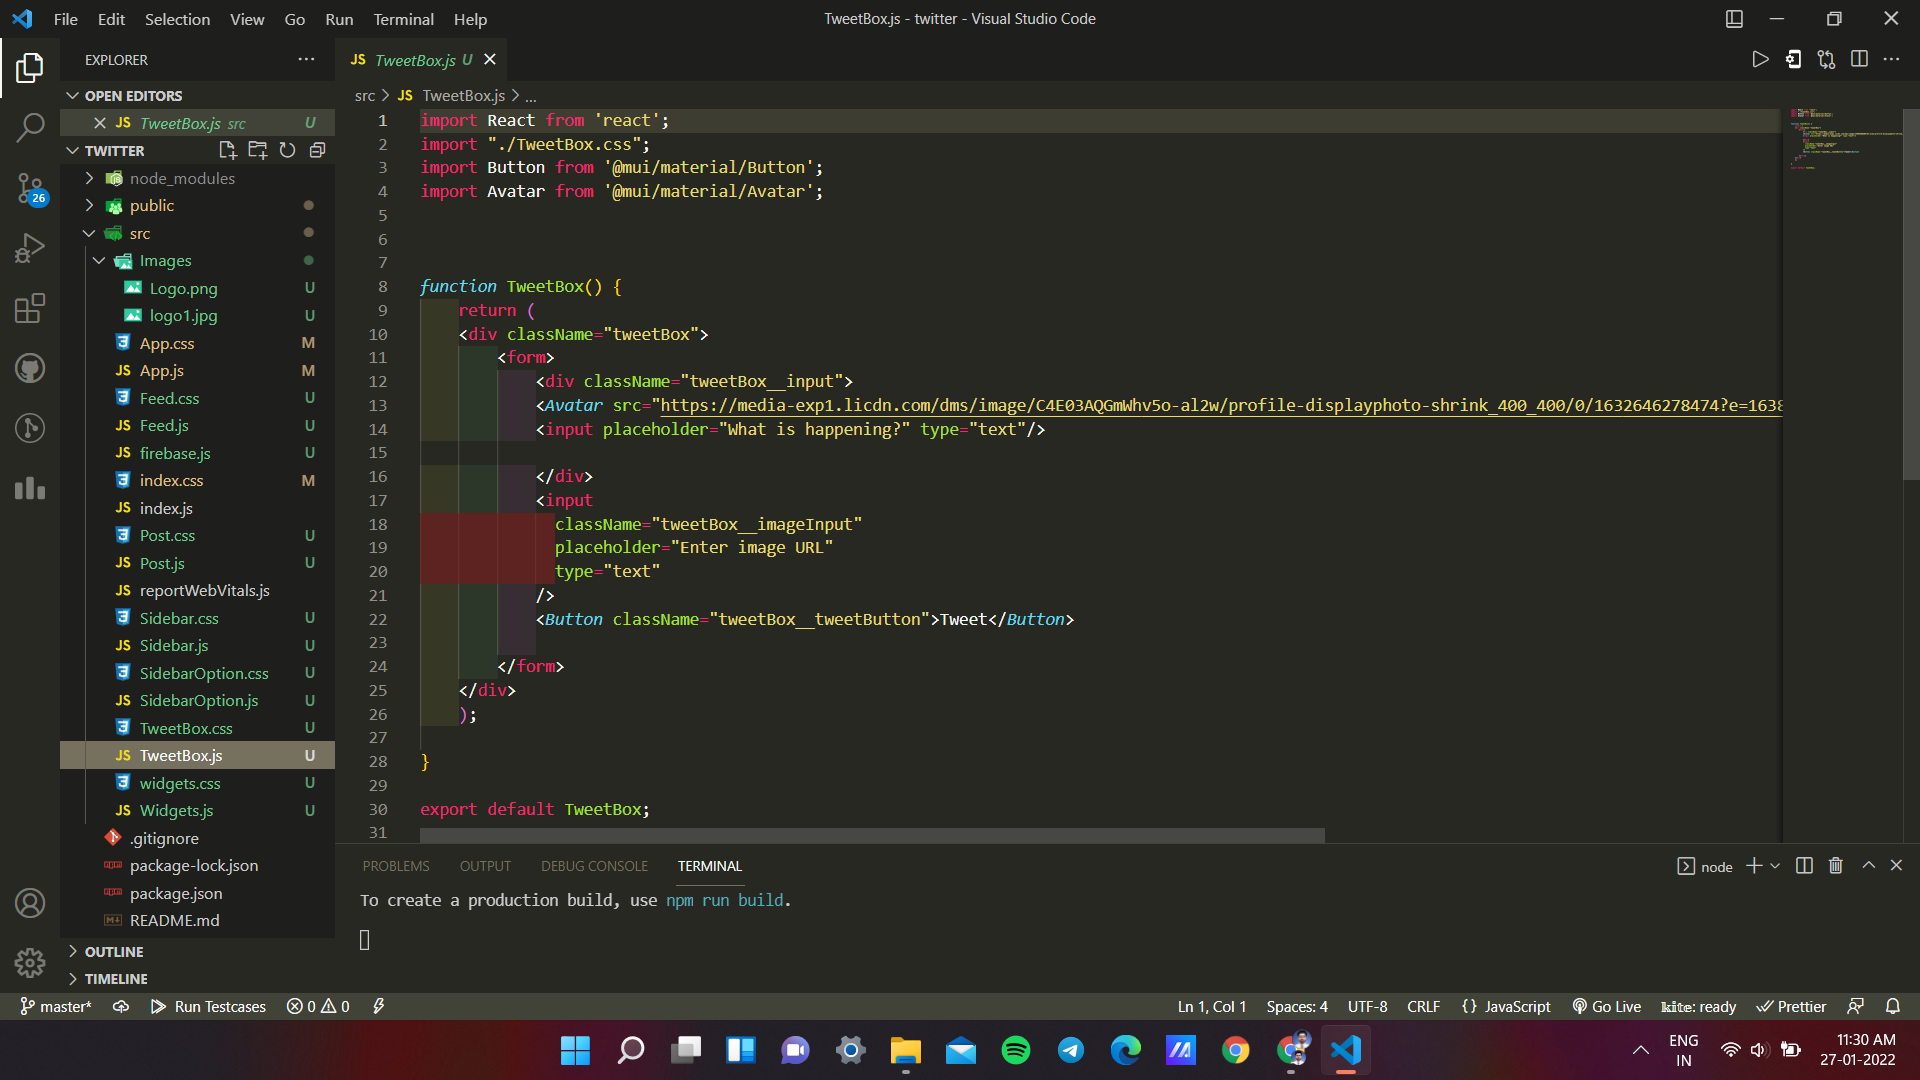 File Edit Selection View Go Run Terminal Help
TweetBox.js - twitter - Visual Studio Code
EXPLORER
JS TweetBox.js U
OPEN EDITORS
JS TweetBox.js src U
TWITTER
node_modules
public
src
Images
Logo.png U
logo1.jpg U
App.css M
JS App.js M
Feed.css U
JS Feed.js U
JS firebase.js U
index.css M
JS index.js
Post.css U
JS Post.js U
JS reportWebVitals.js
Sidebar.css U
JS Sidebar.js U
SidebarOption.css U
JS SidebarOption.js U
TweetBox.css U
JS TweetBox.js U
widgets.css U
JS Widgets.js U
.gitignore
package-lock.json
package.json
README.md
OUTLINE
TIMELINE
26
src > JS TweetBox.js > ...
1 import React from 'react';
2 import "./TweetBox.css";
3 import Button from '@mui/material/Button';
4 import Avatar from '@mui/material/Avatar';
5
6
7
8 function TweetBox() {
9 return (
10 <div className="tweetBox">
11 <form>
12 <div className="tweetBox__input">
13 <Avatar src="https://media-exp1.licdn.com/dms/image/C4E03AQGmWhv5o-al2w/profile-displayphoto-shrink_400_400/0/1632646278474?e=1638
14 <input placeholder="What is happening?" type="text"/>
15
16 </div>
17 <input
18 className="tweetBox__imageInput"
19 placeholder="Enter image URL"
20 type="text"
21 />
22 <Button className="tweetBox__tweetButton">Tweet</Button>
23
24 </form>
25 </div>
26 );
27
28 }
29
30 export default TweetBox;
31
PROBLEMS OUTPUT DEBUG CONSOLE TERMINAL
node
To create a production build, use npm run build.
master* Run Testcases 0 0
Ln 1, Col 1 Spaces: 4 UTF-8 CRLF {} JavaScript Go Live kite: ready Prettier
ENG
IN
11:30 AM
27-01-2022